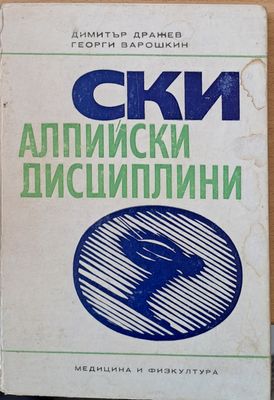 ДИМИТЪР ДРАЖЕВ
ГЕОРГИ ВАРОШКИН
СКИ
АЛПИЙСКИ
ДИСЦИПЛИНИ
МЕДИЦИНА И ФИЗКУЛТУРА